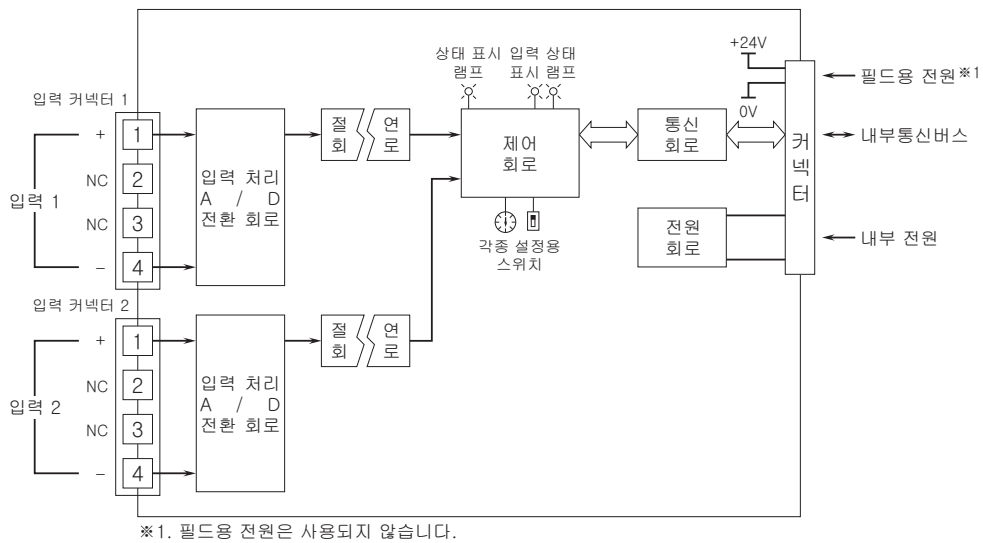 상태 표시 입력 상태
램프 표시 램프
+24V
필드용 전원※1
0V
입력 커넥터 1
+
1
NC
2
입력 1
NC
3
–
4
입력 처리
A / D
전환 회로
절 연
회 로
제어
회로
통신
회로
커
넥
터
내부통신버스
각종 설정용
스위치
전원
회로
내부 전원
입력 커넥터 2
+
1
NC
2
입력 2
NC
3
–
4
입력 처리
A / D
전환 회로
절 연
회 로
※1. 필드용 전원은 사용되지 않습니다.